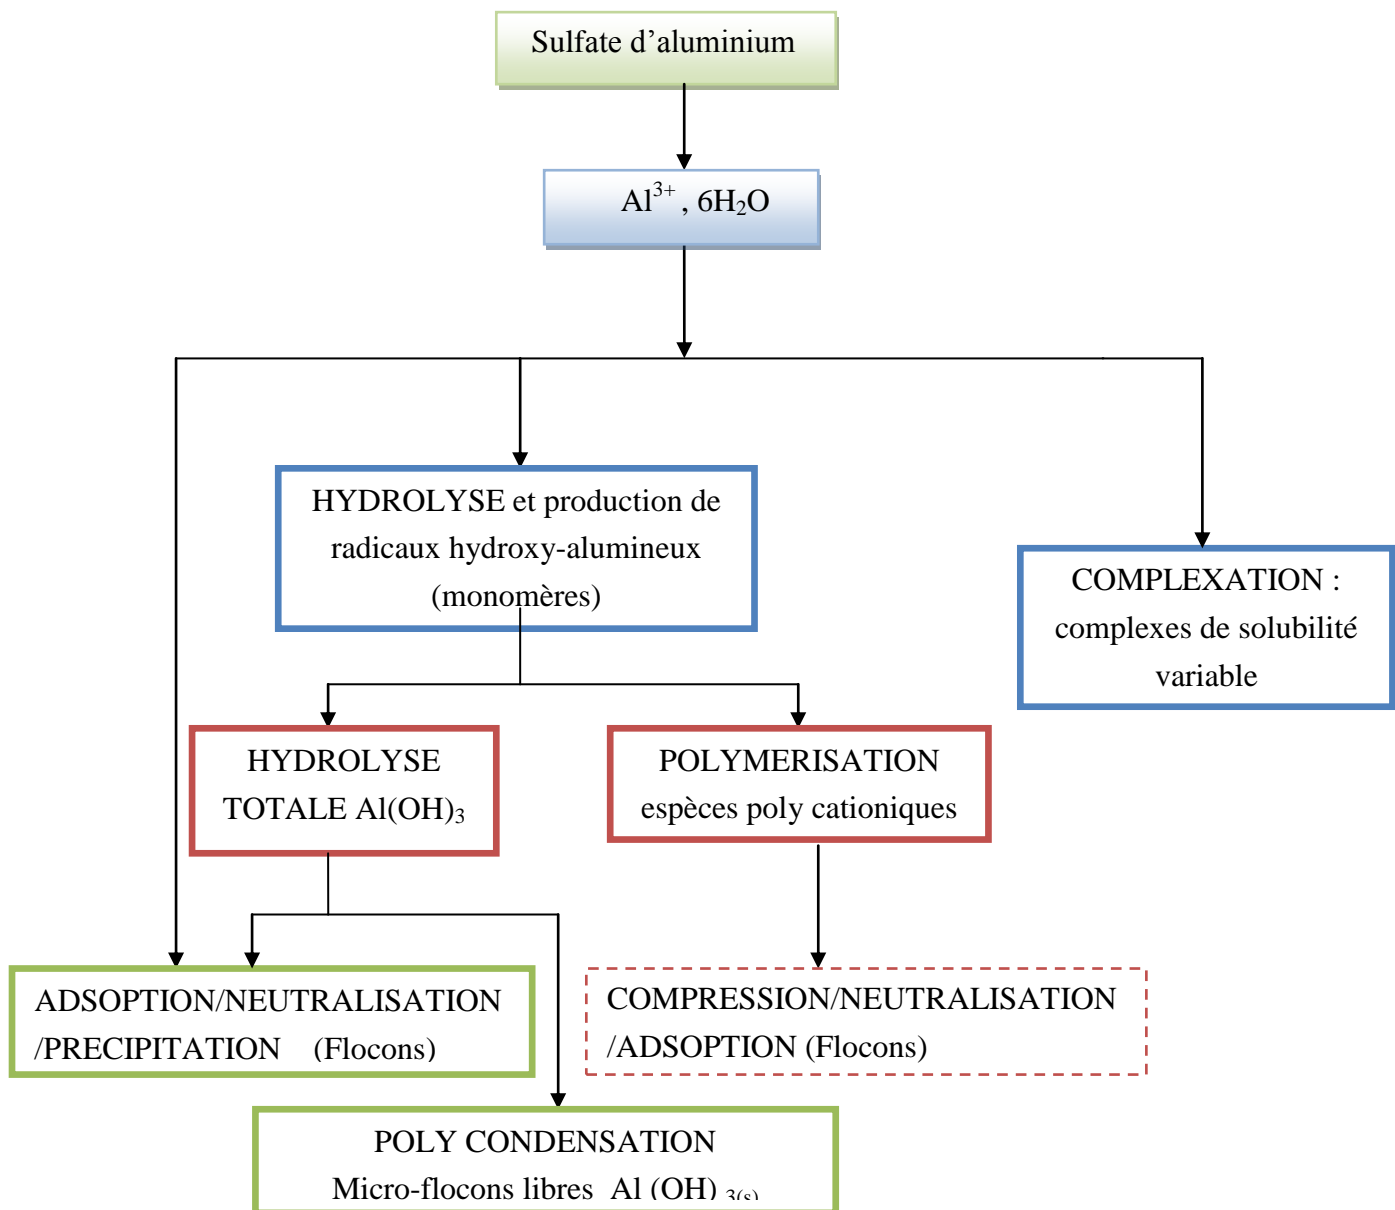 Sulfate d’aluminium
Al³⁺ , 6H₂O
HYDROLYSE et production de
radicaux hydroxy-alumineux
(monomères)
COMPLEXATION :
complexes de solubilité
variable
HYDROLYSE
TOTALE Al(OH)₃
POLYMERISATION
espèces poly cationiques
ADSOPTION/NEUTRALISATION
/PRECIPITATION (Flocons)
COMPRESSION/NEUTRALISATION
/ADSOPTION (Flocons)
POLY CONDENSATION
Micro-flocons libres Al (OH) ₃₍ₛ₎